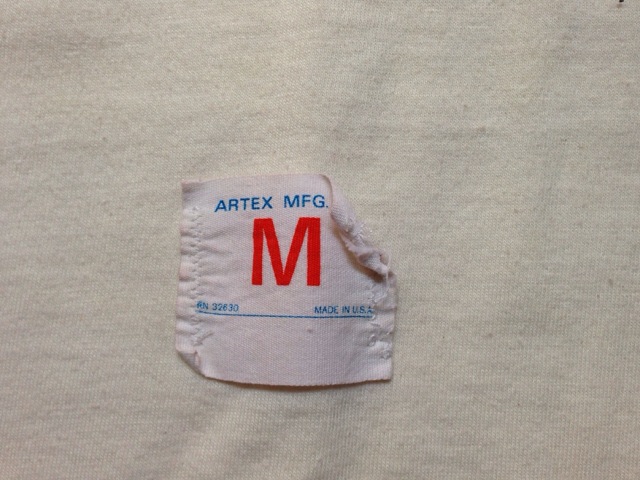 ARTEX MFG.
M
RN 32630 MADE IN U.S.A.